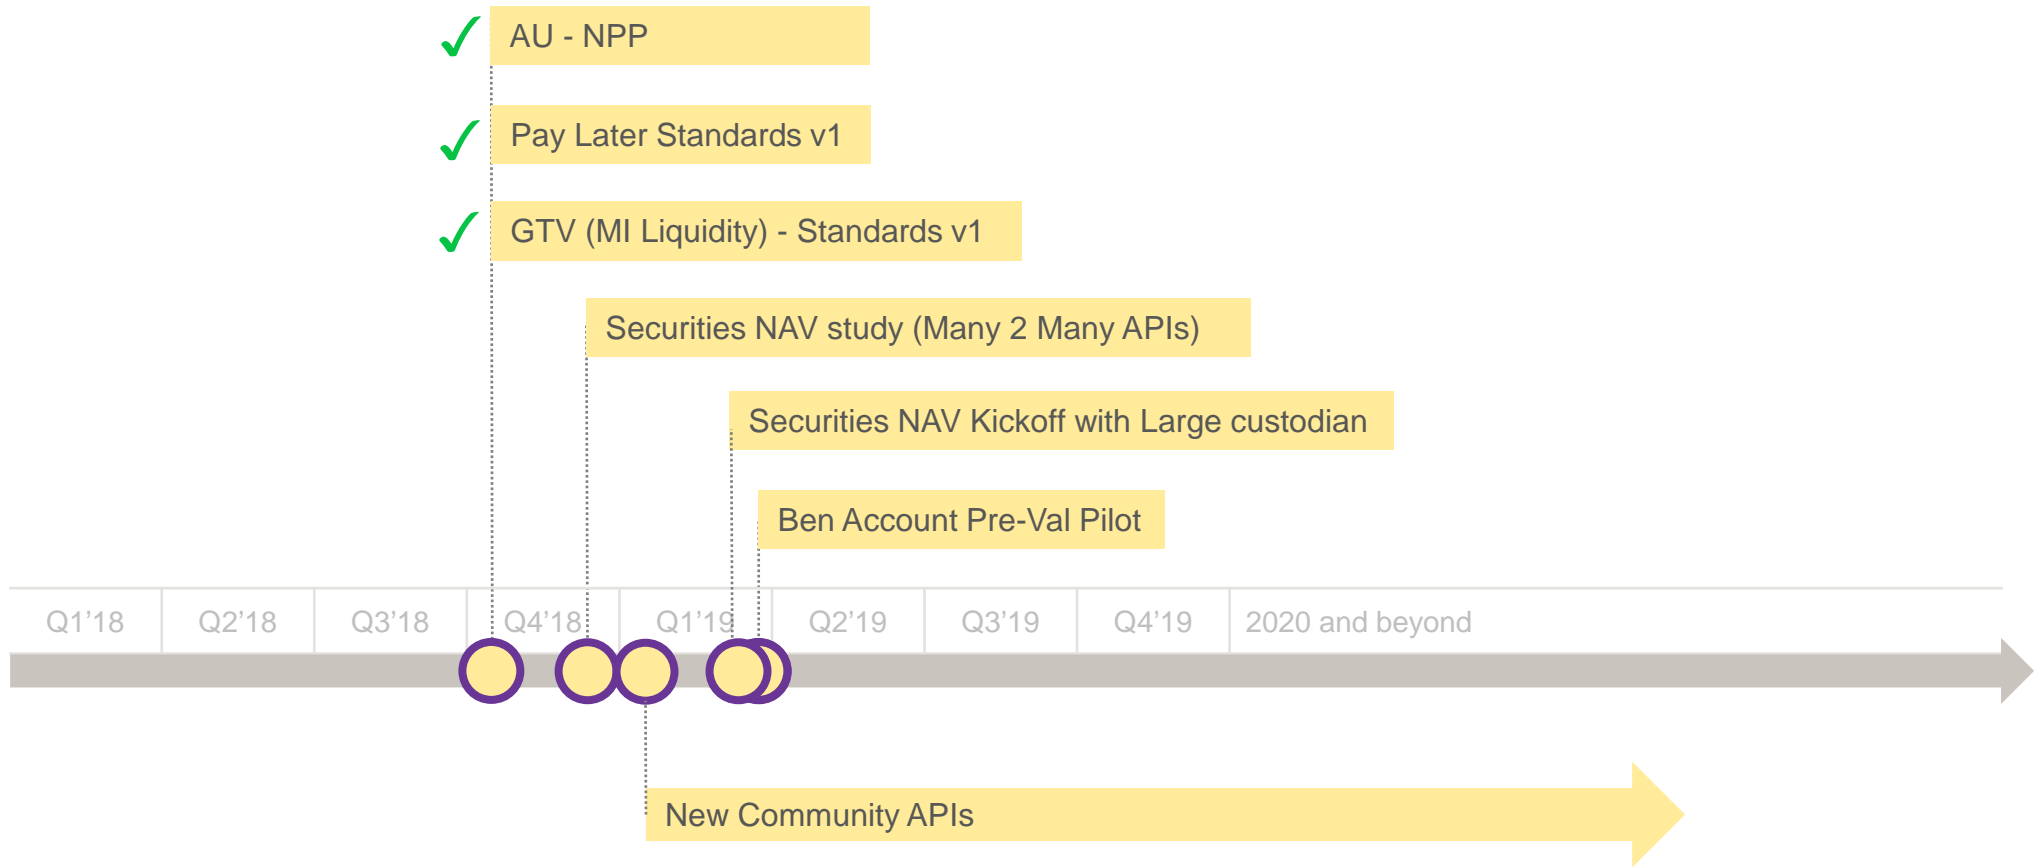 AU - NPP
Pay Later Standards v1
GTV (MI Liquidity) - Standards v1
Securities NAV study (Many 2 Many APIs)
Securities NAV Kickoff with Large custodian
Ben Account Pre-Val Pilot
Q1’18 Q2’18 Q3’18 Q4’18 Q1’19 Q2’19 Q3’19 Q4’19 2020 and beyond
New Community APIs